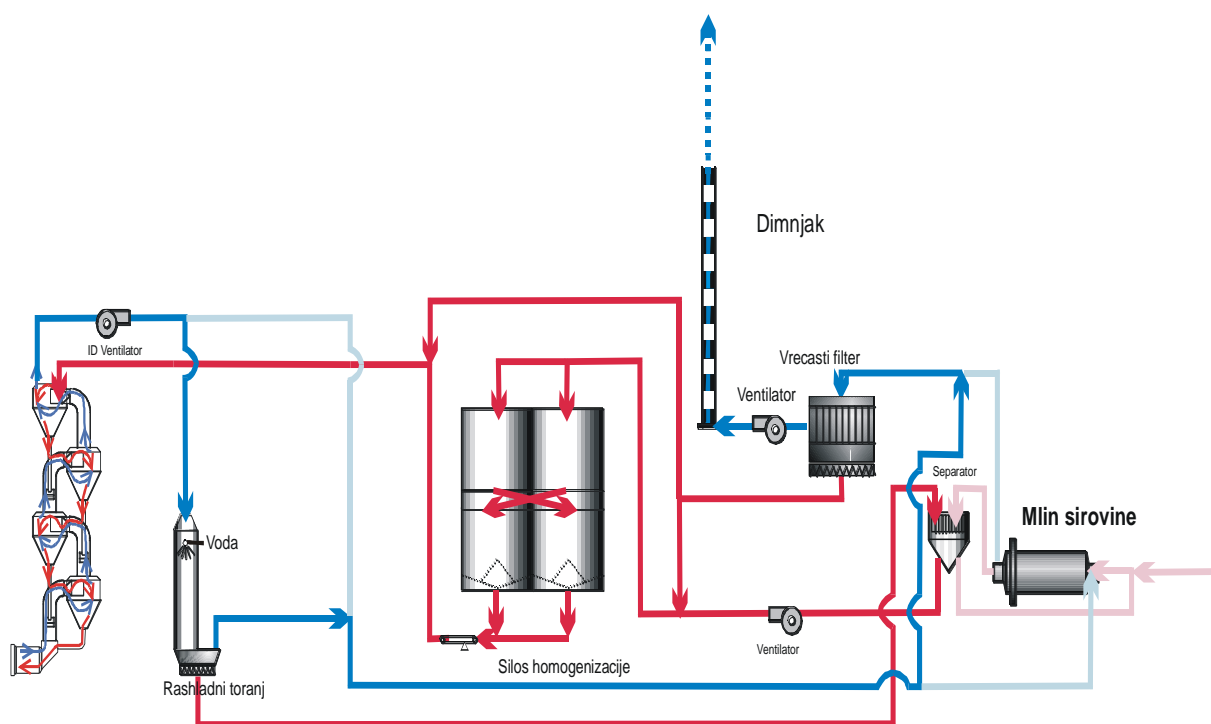 Dimnjak
ID Ventilator
Vrecasti filter
Ventilator
Separator
Mlin sirovine
Voda
Silos homogenizacije
Ventilator
Rashladni toranj